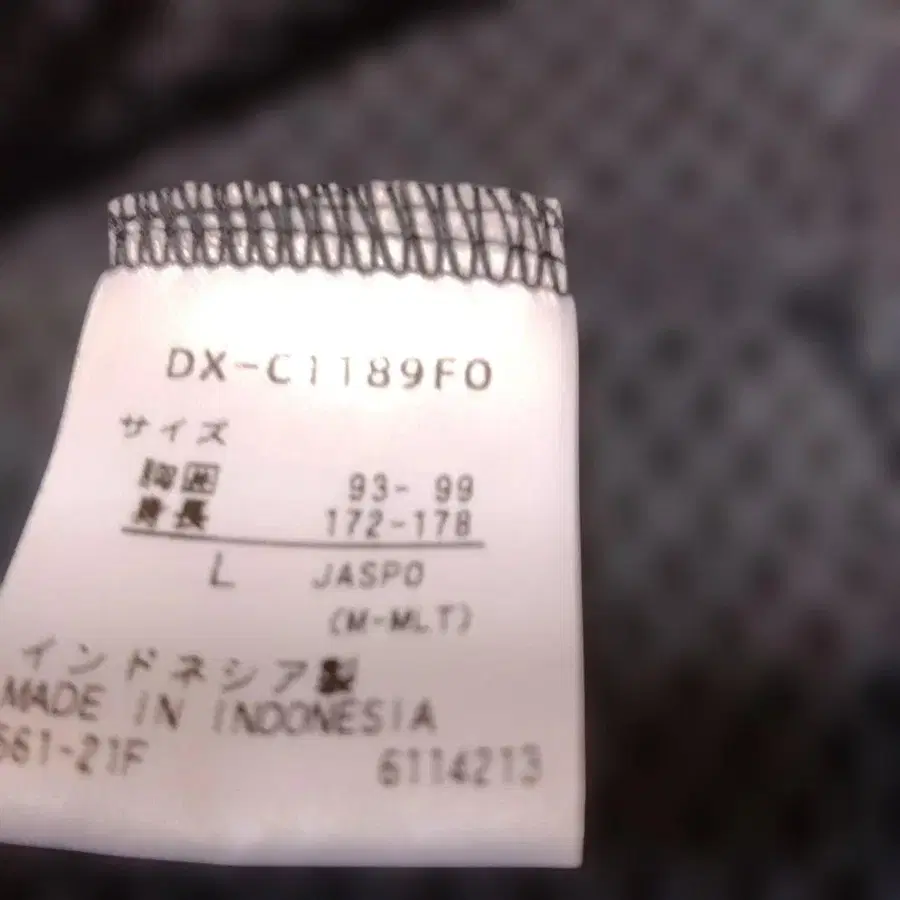 DX-C1189F0
サイズ
胸囲 93- 99
身長 172-178
L JASPO
(M-MLT)
インドネシア製
MADE IN INDONESIA
661-21F 6114213